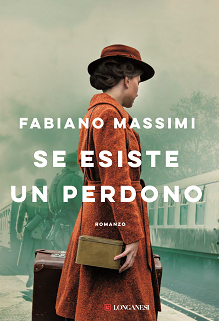 FABIANO MASSIMI
SE ESISTE
UN PERDONO
ROMANZO
LONGANESI